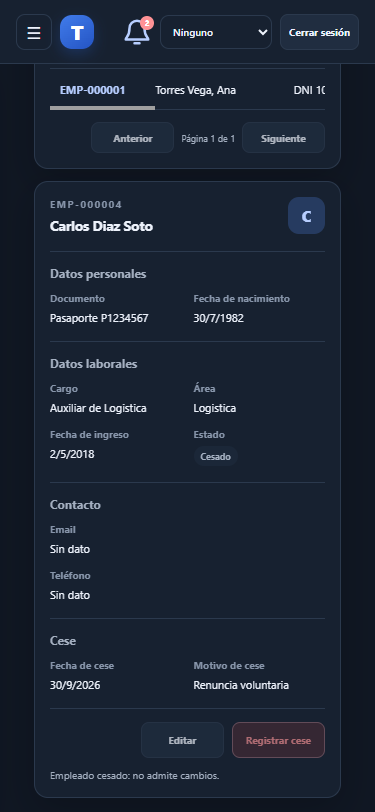 ☰ T 2 Ninguno Cerrar sesión
EMP-000001 Torres Vega, Ana DNI 10
Anterior Página 1 de 1 Siguiente
EMP-000004
Carlos Diaz Soto
C
Datos personales
Documento Fecha de nacimiento
Pasaporte P1234567 30/7/1982
Datos laborales
Cargo Área
Auxiliar de Logistica Logistica
Fecha de ingreso Estado
2/5/2018 Cesado
Contacto
Email
Sin dato
Teléfono
Sin dato
Cese
Fecha de cese Motivo de cese
30/9/2026 Renuncia voluntaria
Editar Registrar cese
Empleado cesado: no admite cambios.